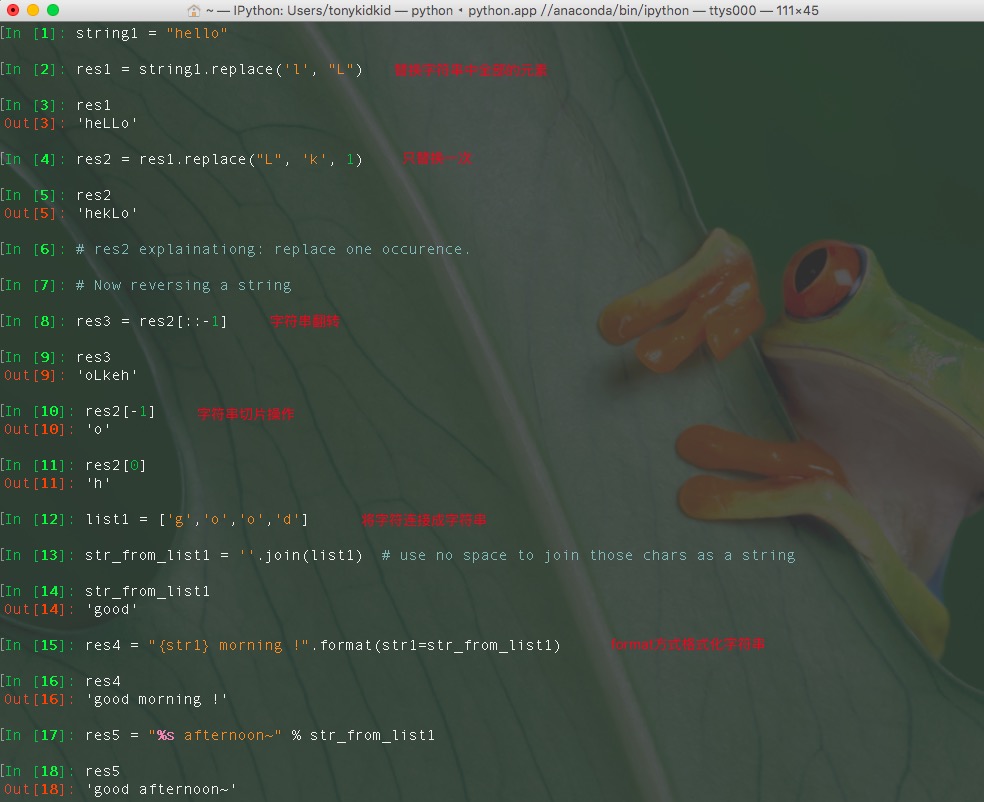 ~ — IPython: Users/tonykidkid — python • python.app //anaconda/bin/ipython — ttys000 — 111×45
[In [1]: string1 = "hello"
[In [2]: res1 = string1.replace('l', "L") 替换字符串中全部的元素
[In [3]: res1
Out[3]: 'heLLo'
[In [4]: res2 = res1.replace("L", 'k', 1) 只替换一次
[In [5]: res2
Out[5]: 'hekLo'
[In [6]: # res2 explainationg: replace one occurence.
[In [7]: # Now reversing a string
[In [8]: res3 = res2[::-1] 字符串翻转
[In [9]: res3
Out[9]: 'oLkeh'
[In [10]: res2[-1] 字符串切片操作
Out[10]: 'o'
[In [11]: res2[0]
Out[11]: 'h'
[In [12]: list1 = ['g','o','o','d'] 将字符连接成字符串
[In [13]: str_from_list1 = ''.join(list1)  # use no space to join those chars as a string
[In [14]: str_from_list1
Out[14]: 'good'
[In [15]: res4 = "{str1} morning !".format(str1=str_from_list1) format方式格式化字符串
[In [16]: res4
Out[16]: 'good morning !'
[In [17]: res5 = "%s afternoon~" % str_from_list1
[In [18]: res5
Out[18]: 'good afternoon~'